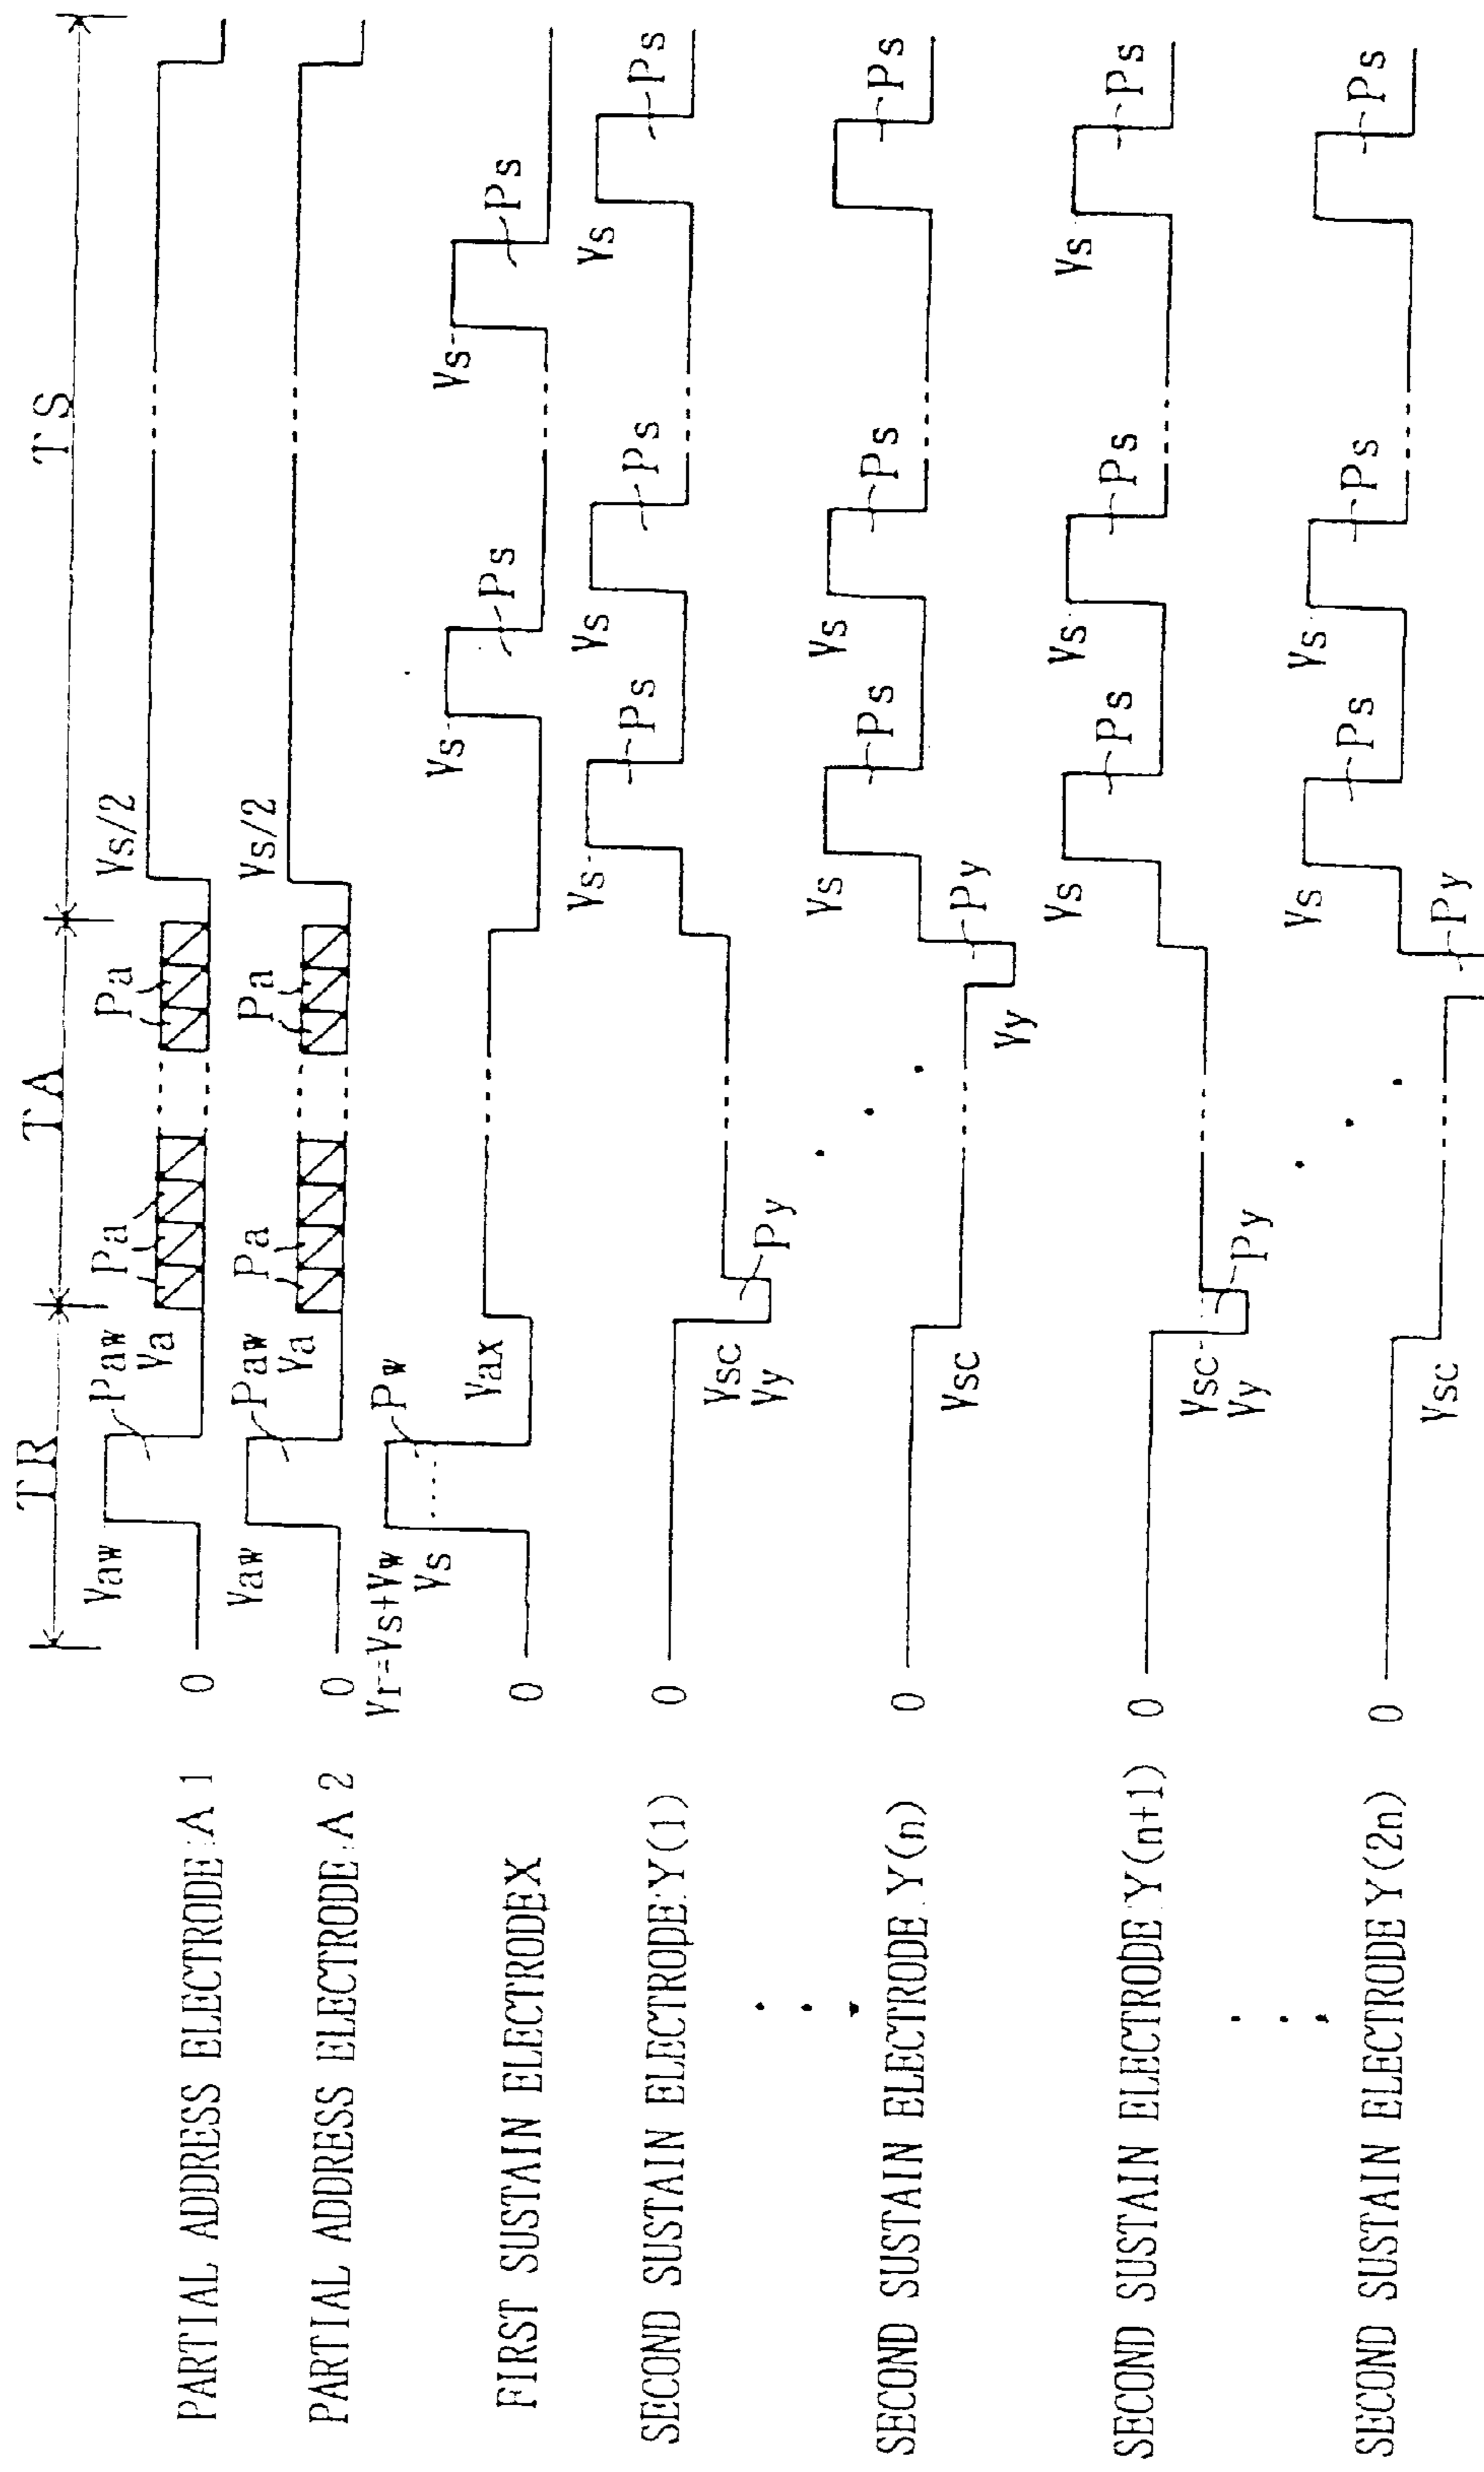 TR TA TS
PARTIAL ADDRESS ELECTRODE A1 0 Vaw Paw Va Pa Pa Vs/2
PARTIAL ADDRESS ELECTRODE A2 0 Vaw Paw Va Pa Pa Vs/2
FIRST SUSTAIN ELECTRODEX 0 Vr=Vs+Vw Vs Pw Vax Vs Ps Vs Ps
SECOND SUSTAIN ELECTRODE Y(1) 0 Vsc Vy Py Vs Ps Vs Ps Vs Ps
SECOND SUSTAIN ELECTRODE Y(n) 0 Vsc Vy Py Vs Ps Vs Ps Ps
SECOND SUSTAIN ELECTRODE Y(n+1) 0 Vsc Vy Py Vs Ps Vs Ps Vs Ps
SECOND SUSTAIN ELECTRODE Y(2n) 0 Vsc Py Vs Ps Vs Ps Ps